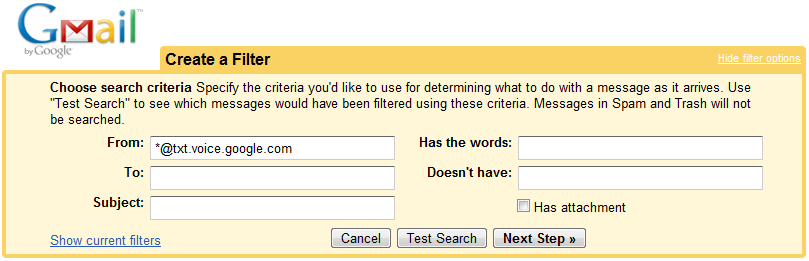 Gmail™
by Google
Create a Filter
Hide filter options
Choose search criteria Specify the criteria you'd like to use for determining what to do with a message as it arrives. Use
"Test Search" to see which messages would have been filtered using these criteria. Messages in Spam and Trash will not
be searched.
From: *@txt.voice.google.com Has the words:
To: Doesn't have:
Subject: Has attachment
Show current filters Cancel Test Search Next Step »